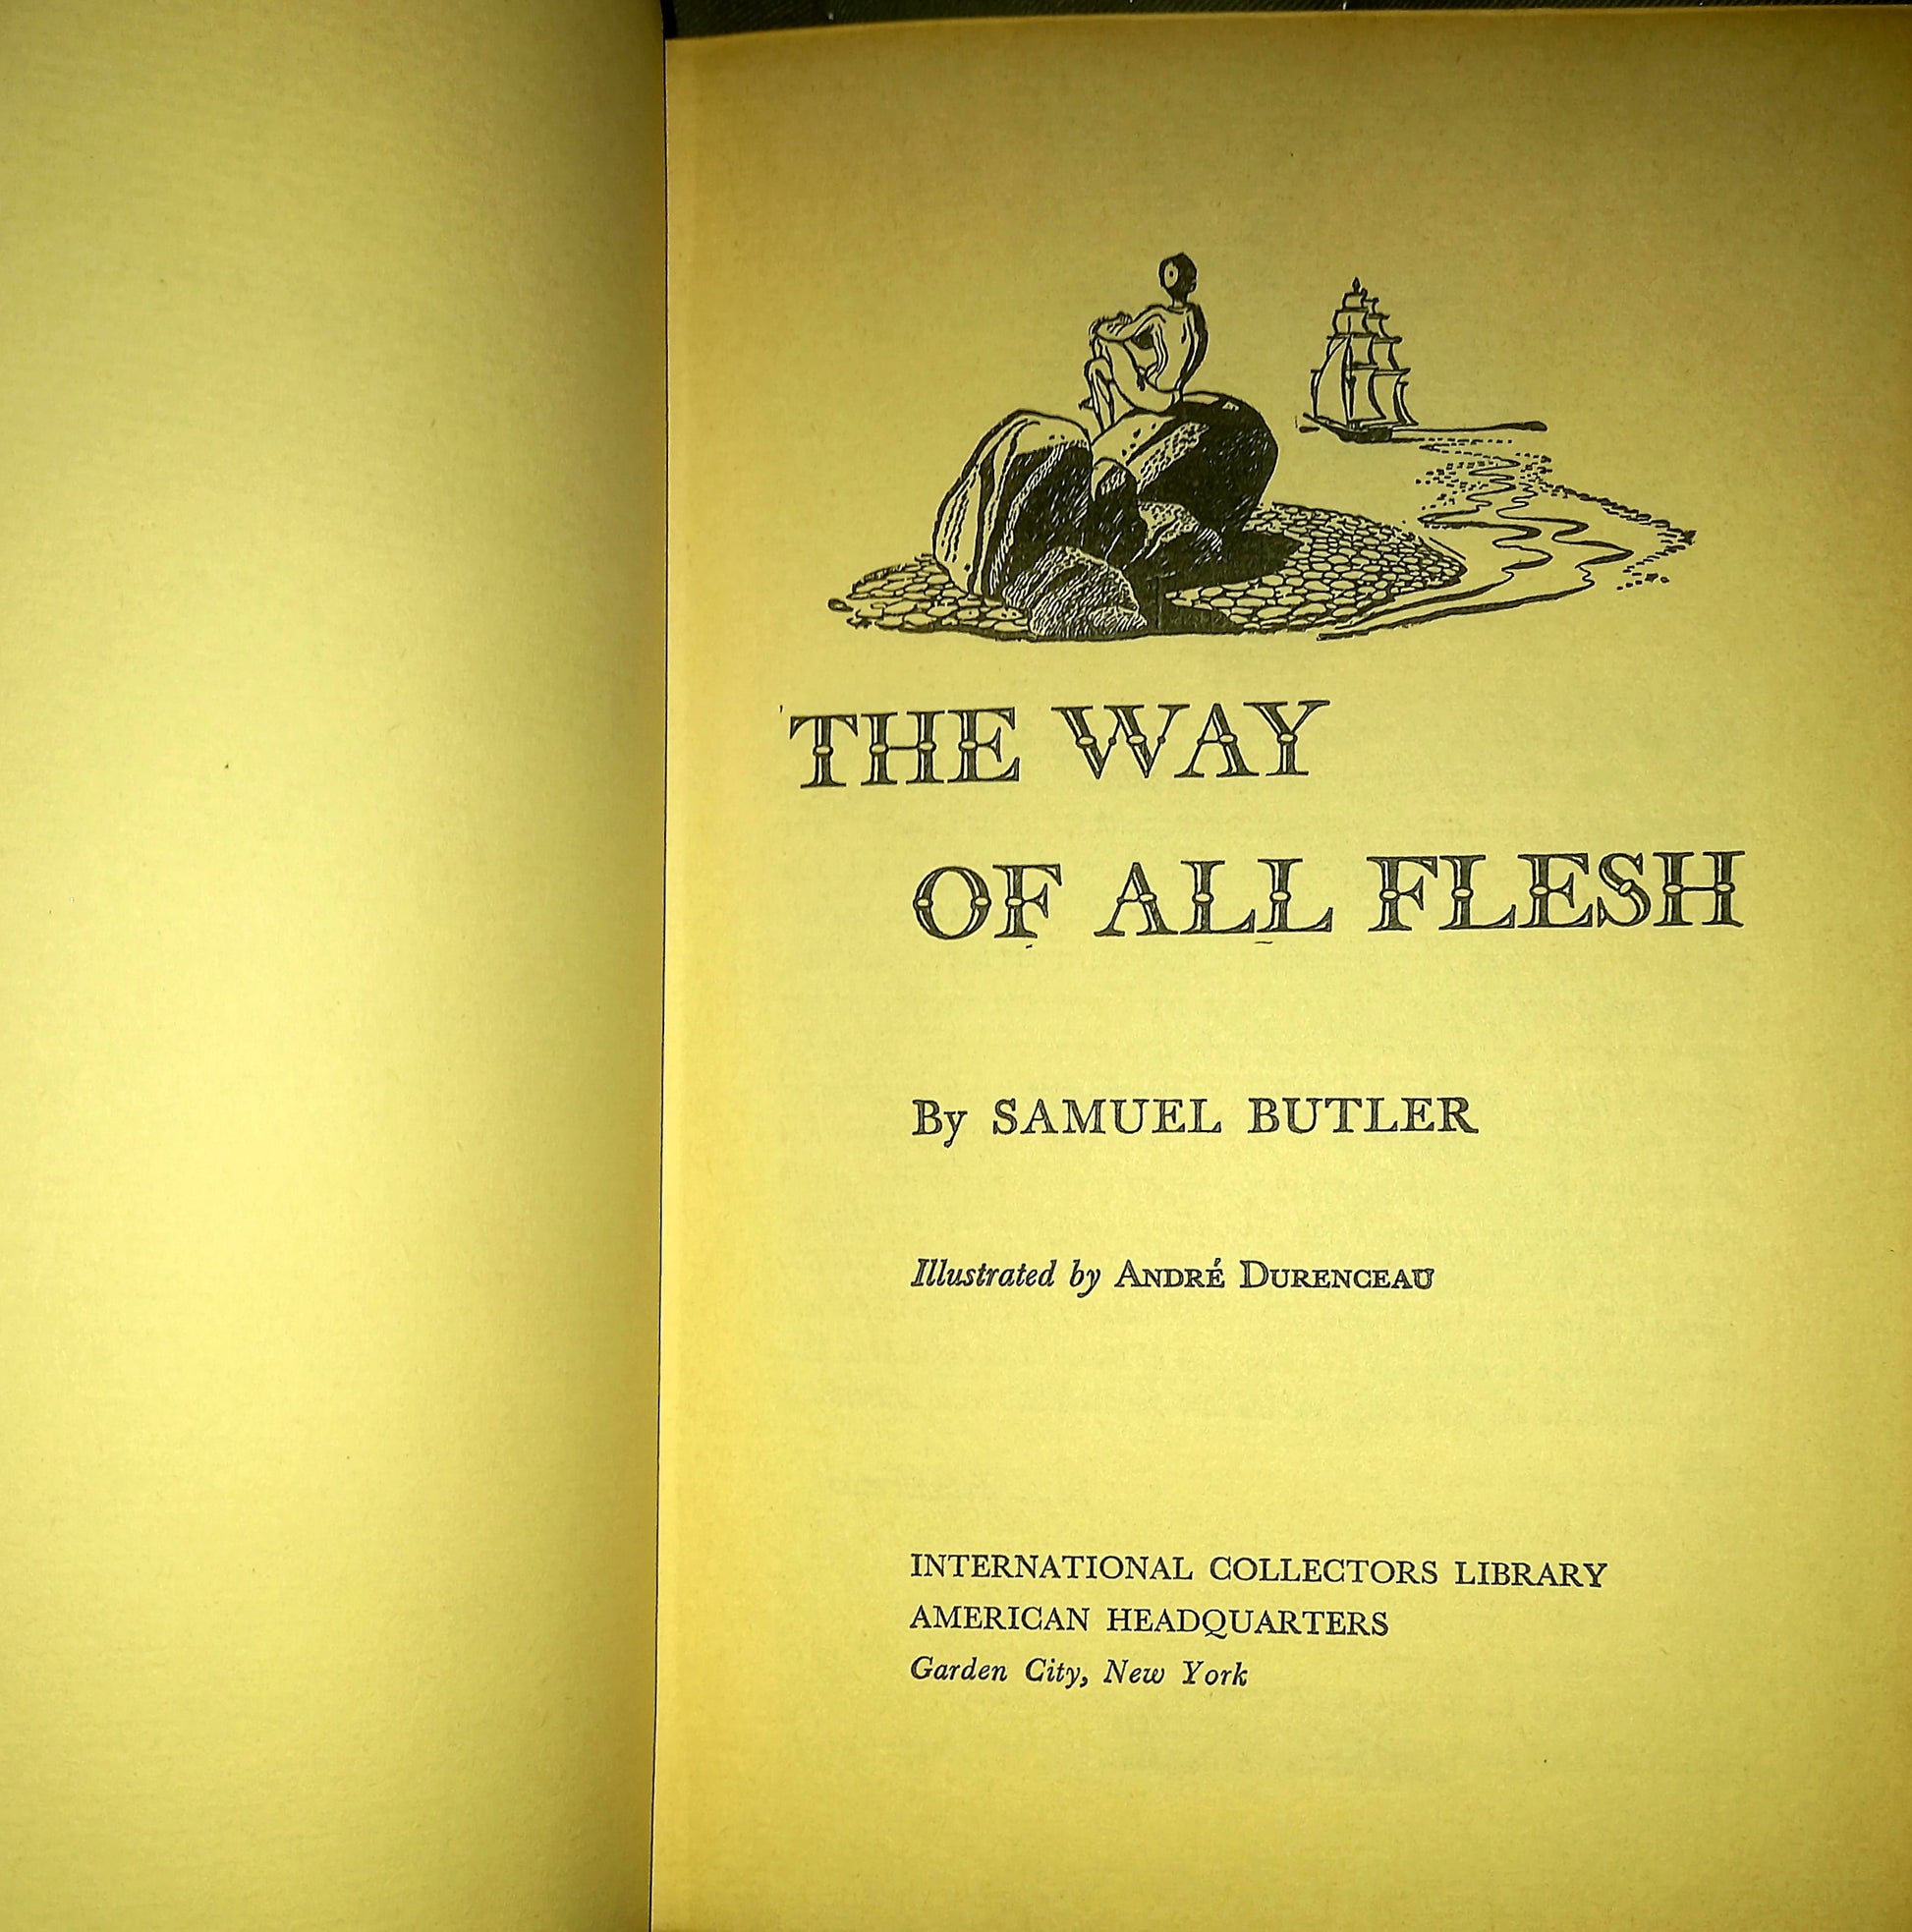 THE WAY
OF ALL FLESH
By SAMUEL BUTLER
Illustrated by ANDRÉ DURENCEAU
INTERNATIONAL COLLECTORS LIBRARY
AMERICAN HEADQUARTERS
Garden City, New York